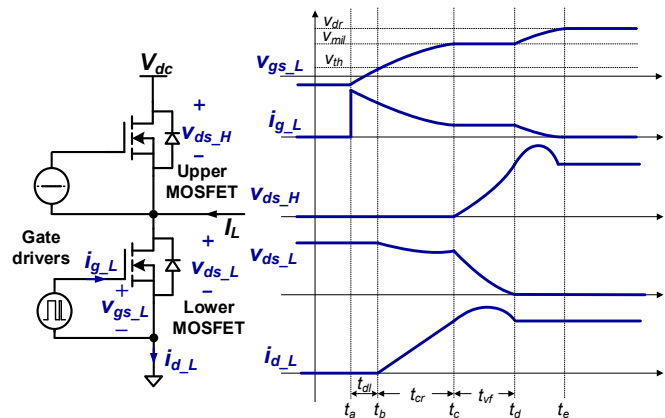 V_dc
+
v_ds_H
−
Upper
MOSFET
I_L
Gate
drivers
i_g_L
+
v_gs_L
−
+
v_ds_L
−
Lower
MOSFET
i_d_L
v_dr
v_mil
v_th
v_gs_L
i_g_L
v_ds_H
v_ds_L
i_d_L
t_dl t_cr t_vf
t_a t_b t_c t_d t_e